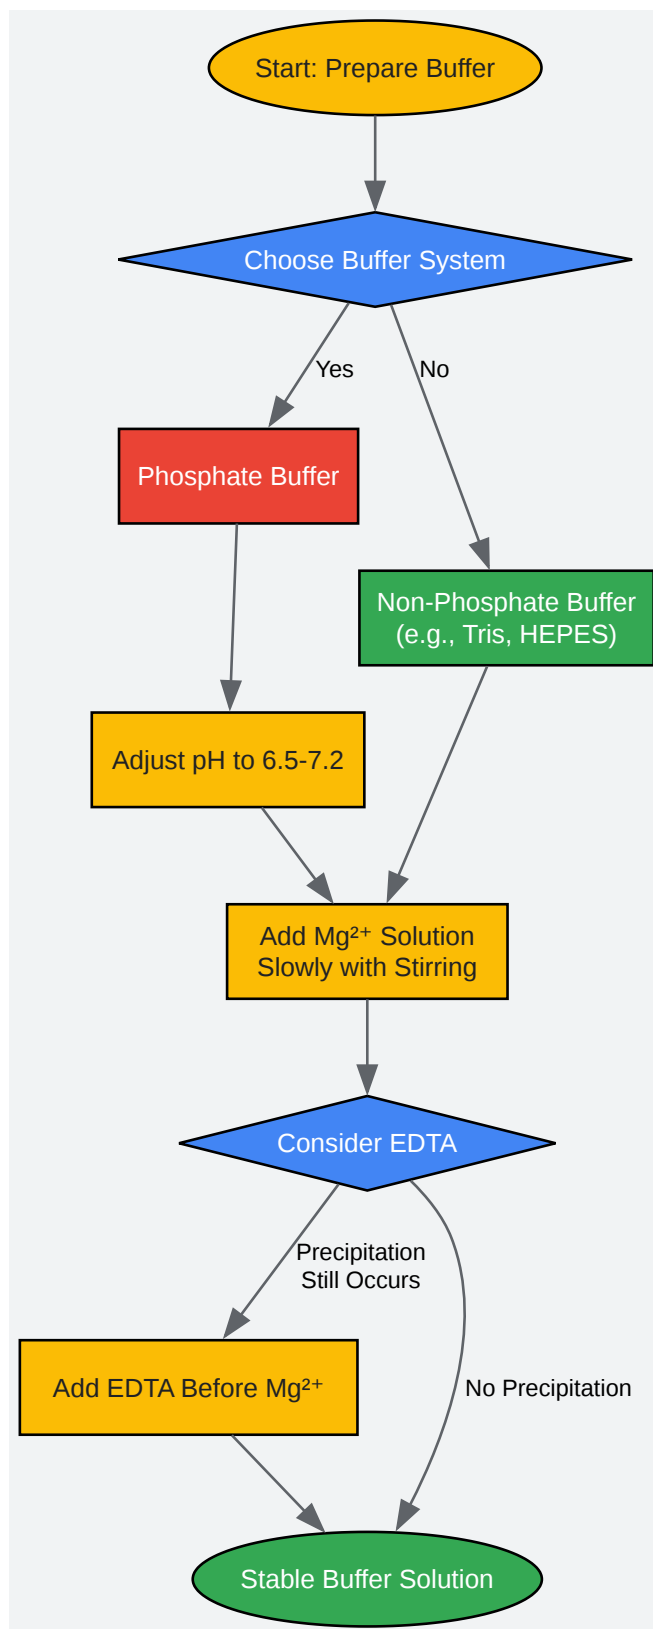 Start: Prepare Buffer
Choose Buffer System
Yes
No
Phosphate Buffer
Non-Phosphate Buffer
(e.g., Tris, HEPES)
Adjust pH to 6.5-7.2
Add Mg²⁺ Solution
Slowly with Stirring
Consider EDTA
Precipitation
Still Occurs
Add EDTA Before Mg²⁺
No Precipitation
Stable Buffer Solution